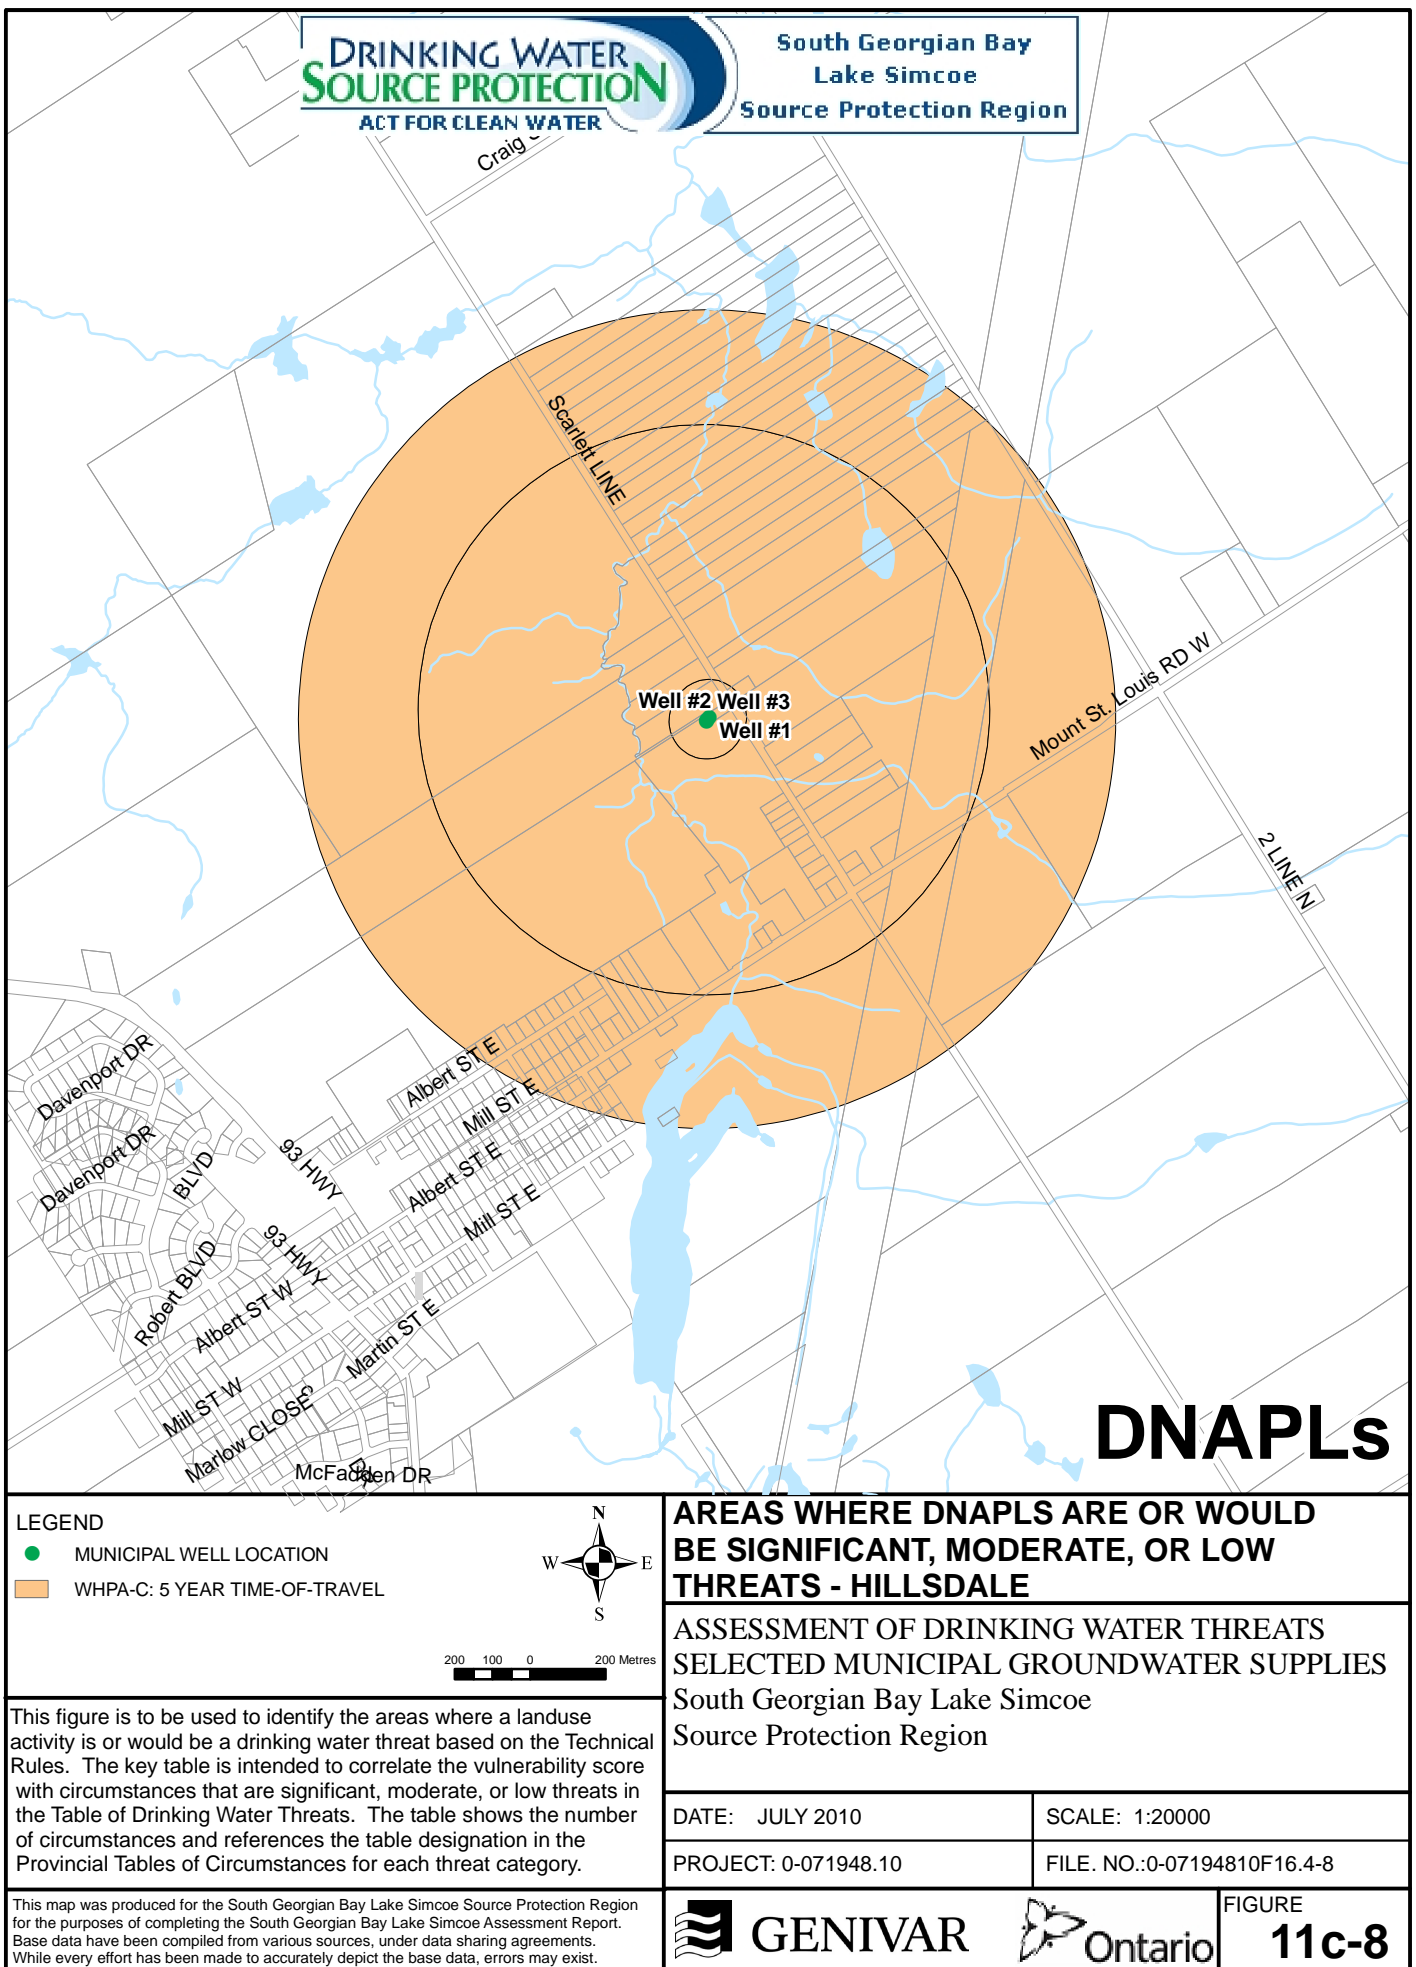 DRINKING WATER
SOURCE PROTECTION
ACT FOR CLEAN WATER
South Georgian Bay
Lake Simcoe
Source Protection Region
Craig
Scarlett LINE
Well #2 Well #3
Well #1
Mount St. Louis RD W
2 LINE N
Davenport DR
Albert ST E
Mill ST E
Davenport DR
BLVD
93 HWY
Albert ST E
Mill ST E
93 HWY
Robert BLVD
Albert ST W
Martin ST E
Mill ST W
Marlow CLOSE
McFadden DR
DR
DNAPLs
LEGEND
MUNICIPAL WELL LOCATION
WHPA-C: 5 YEAR TIME-OF-TRAVEL
N
W E
S
200 100 0 200 Metres
This figure is to be used to identify the areas where a landuse
activity is or would be a drinking water threat based on the Technical
Rules. The key table is intended to correlate the vulnerability score
with circumstances that are significant, moderate, or low threats in
the Table of Drinking Water Threats. The table shows the number
of circumstances and references the table designation in the
Provincial Tables of Circumstances for each threat category.
This map was produced for the South Georgian Bay Lake Simcoe Source Protection Region
for the purposes of completing the South Georgian Bay Lake Simcoe Assessment Report.
Base data have been compiled from various sources, under data sharing agreements.
While every effort has been made to accurately depict the base data, errors may exist.
AREAS WHERE DNAPLS ARE OR WOULD
BE SIGNIFICANT, MODERATE, OR LOW
THREATS - HILLSDALE
ASSESSMENT OF DRINKING WATER THREATS
SELECTED MUNICIPAL GROUNDWATER SUPPLIES
South Georgian Bay Lake Simcoe
Source Protection Region
DATE: JULY 2010
SCALE: 1:20000
PROJECT: 0-071948.10
FILE. NO.:0-07194810F16.4-8
GENIVAR
Ontario
FIGURE
11c-8